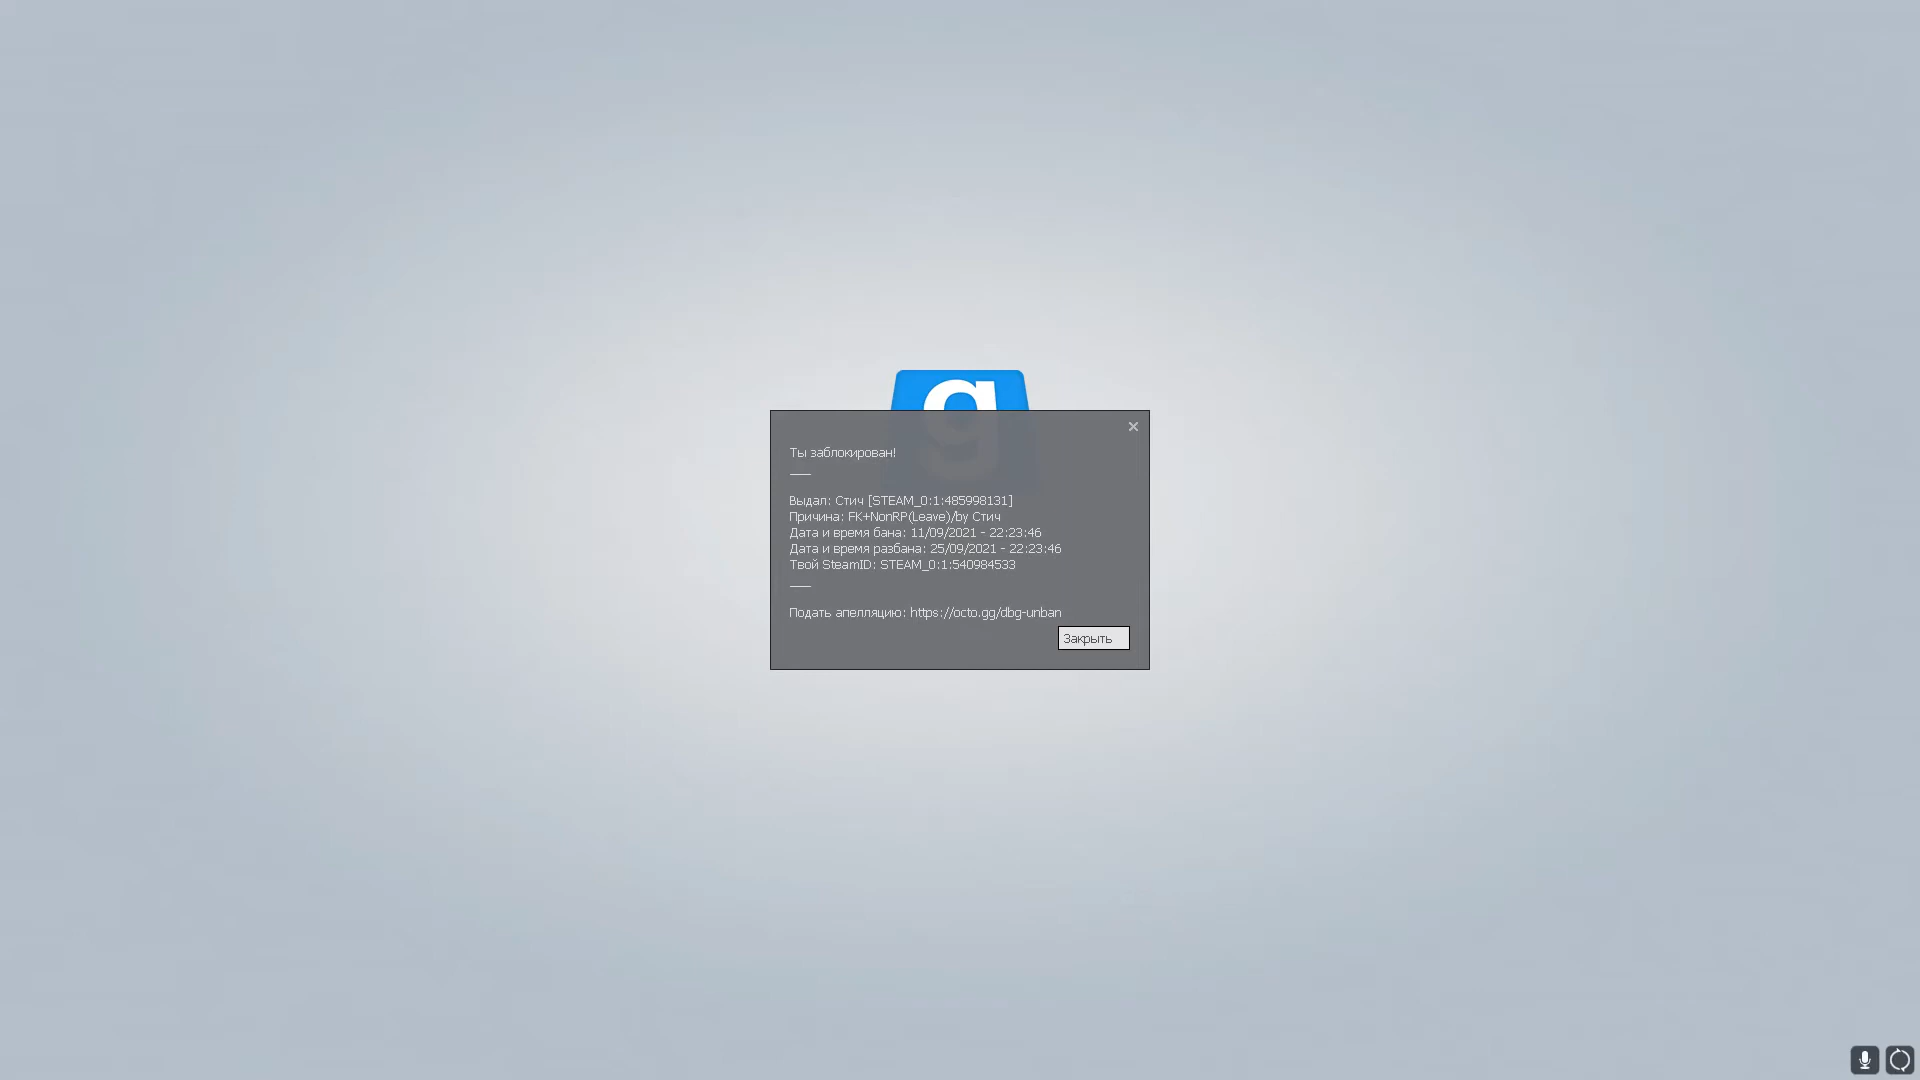 g
Ты заблокирован!
Выдал: Стич [STEAM_0:1:485998131]
Причина: FK+NonRP(Leave)/by Стич
Дата и время бана: 11/09/2021 - 22:23:46
Дата и время разбана: 25/09/2021 - 22:23:46
Твой SteamID: STEAM_0:1:540984533
Подать апелляцию: https://octo.gg/dbg-unban
Закрыть